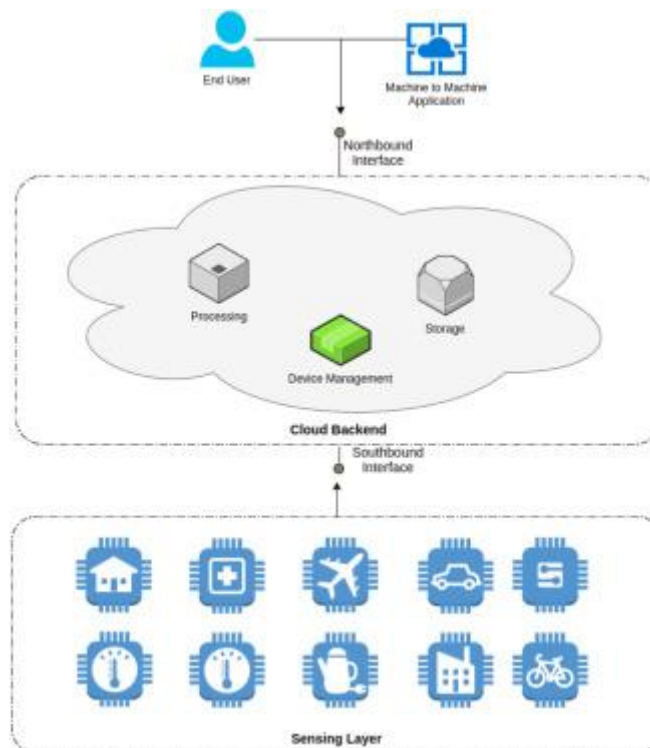 End User
Machine to Machine
Application
Northbound
Interface
Processing
Storage
Device Management
Cloud Backend
Southbound
Interface
Sensing Layer